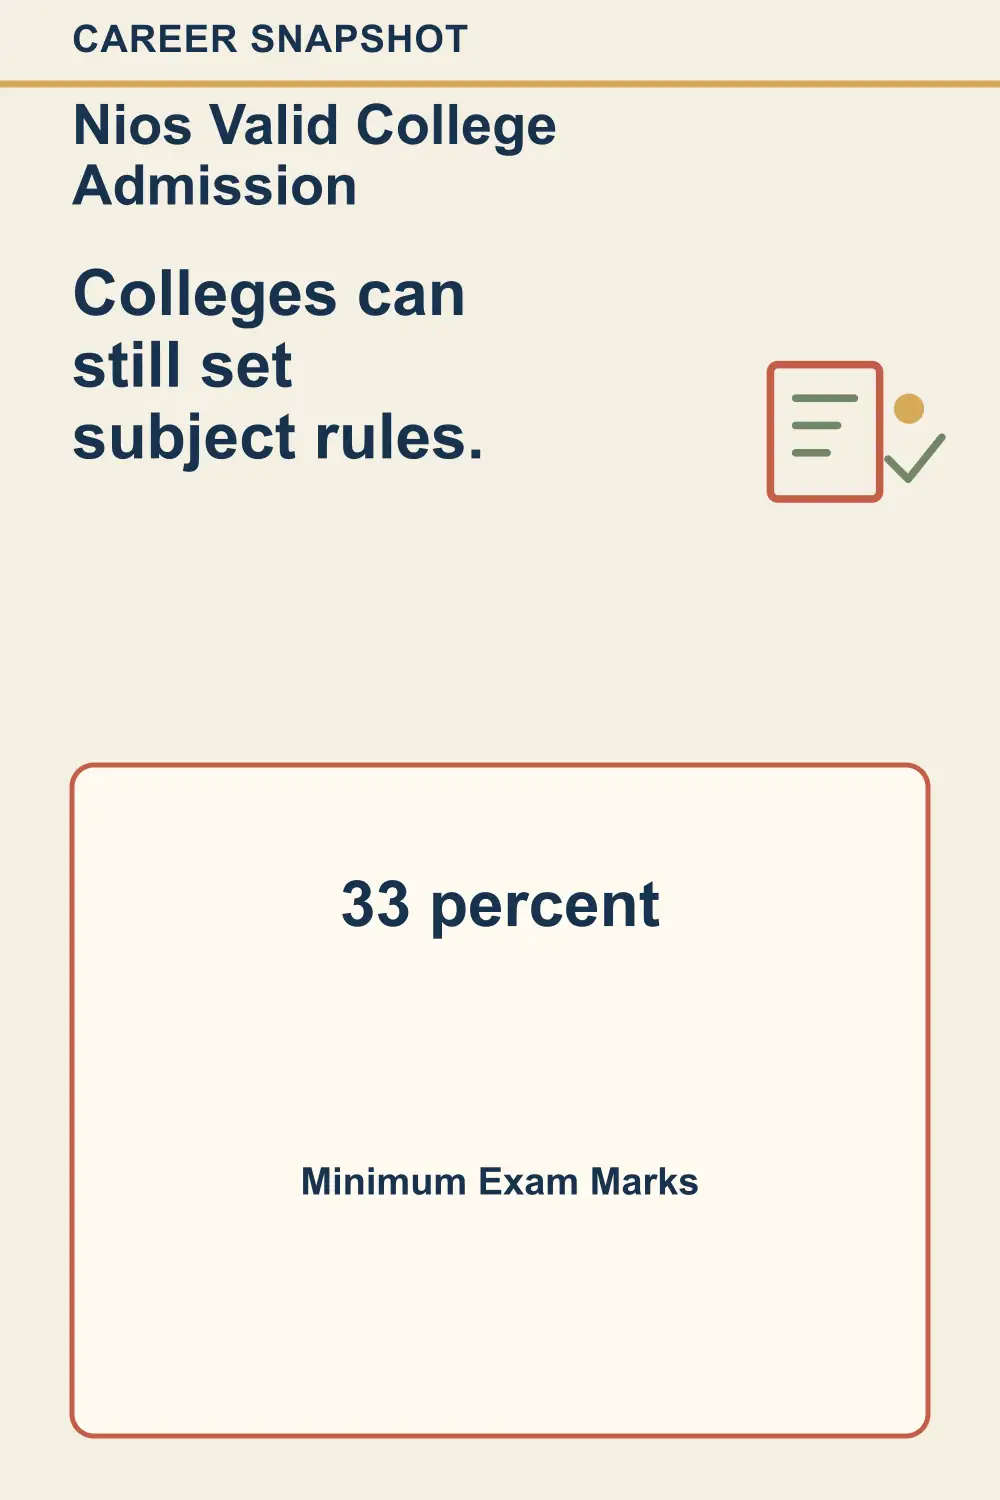 CAREER SNAPSHOT
Nios Valid College
Admission
Colleges can
still set
subject rules.
33 percent
Minimum Exam Marks